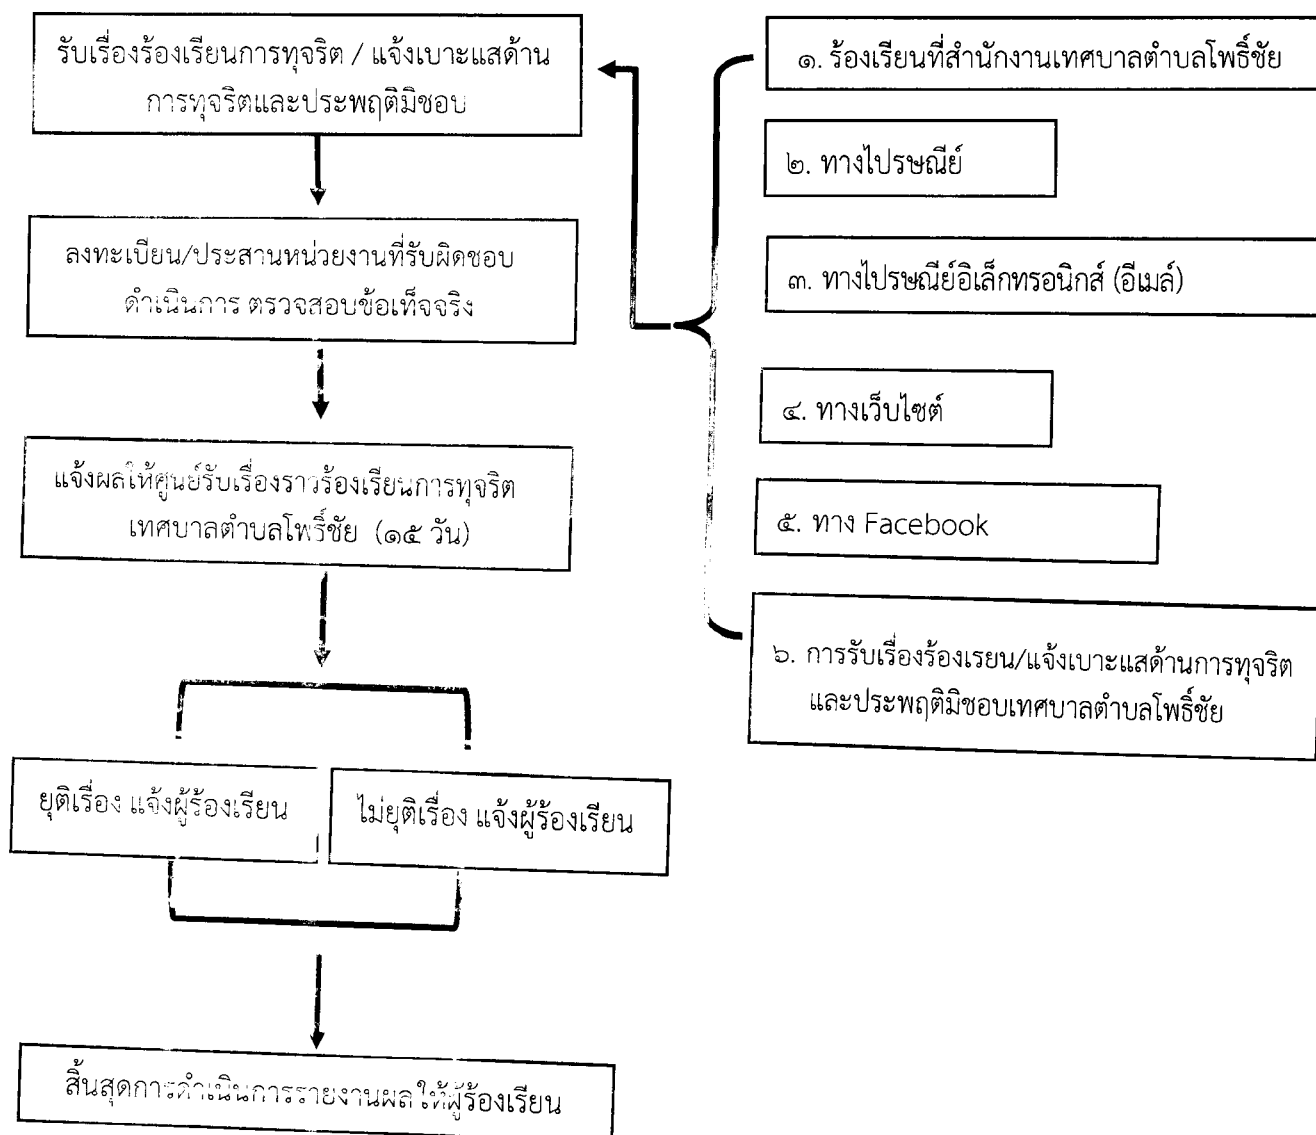 รับเรื่องร้องเรียนการทุจริต / แจ้งเบาะแสด้าน
การทุจริตและประพฤติมิชอบ
ลงทะเบียน/ประสานหน่วยงานที่รับผิดชอบ
ดำเนินการ ตรวจสอบข้อเท็จจริง
แจ้งผลให้ศูนย์รับเรื่องราวร้องเรียนการทุจริต
เทศบาลตำบลโพธิ์ชัย (๑๕ วัน)
ยุติเรื่อง แจ้งผู้ร้องเรียน
ไม่ยุติเรื่อง แจ้งผู้ร้องเรียน
สิ้นสุดการดำเนินการรายงานผลให้ผู้ร้องเรียน
๑. ร้องเรียนที่สำนักงานเทศบาลตำบลโพธิ์ชัย
๒. ทางไปรษณีย์
๓. ทางไปรษณีย์อิเล็กทรอนิกส์ (อีเมล์)
๔. ทางเว็บไซต์
๕. ทาง Facebook
๖. การรับเรื่องร้องเรยน/แจ้งเบาะแสด้านการทุจริต
และประพฤติมิชอบเทศบาลตำบลโพธิ์ชัย